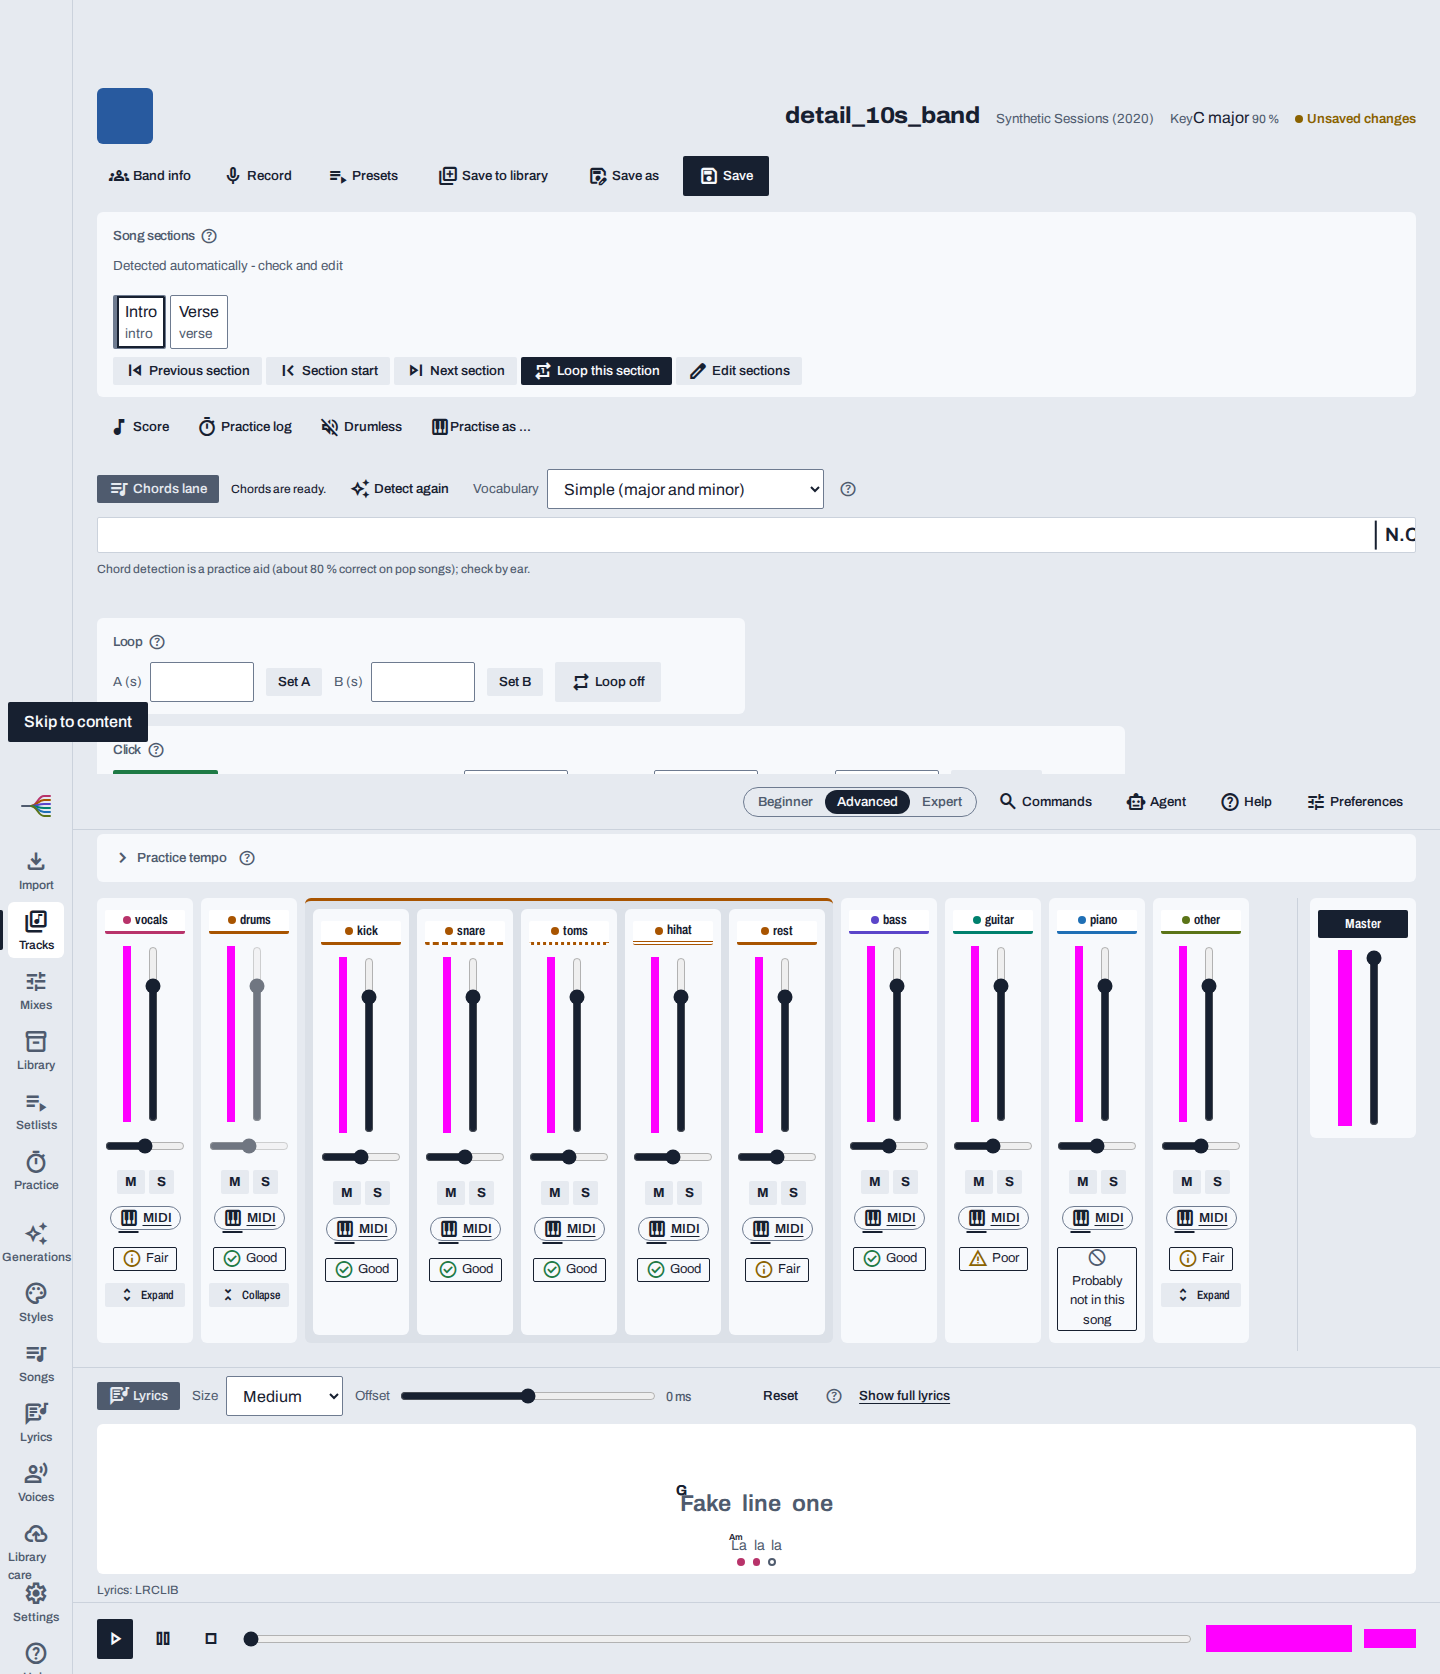 detail_10s_band Synthetic Sessions (2020) Key C major 90 % Unsaved changes
Band info Record Presets Save to library Save as Save
Song sections
Detected automatically - check and edit
Intro Verse
intro verse
Previous section Section start Next section Loop this section Edit sections
Score Practice log Drumless Practise as ...
Chords lane Chords are ready. Detect again Vocabulary Simple (major and minor)
N.C
Chord detection is a practice aid (about 80 % correct on pop songs); check by ear.
Loop
A (s) Set A B (s) Set B Loop off
Skip to content
Click
Beginner Advanced Expert Commands Agent Help Preferences
Practice tempo
Import
Tracks
Mixes
Library
Setlists
Practice
Generations
Styles
Songs
Lyrics
Voices
Library
care
Settings
vocals drums kick snare toms hihat rest bass guitar piano other Master
M S M S M S M S M S M S M S M S M S M S M S
MIDI MIDI MIDI MIDI MIDI MIDI MIDI MIDI MIDI MIDI MIDI
Fair Good Good Good Good Good Fair Good Poor Probably not in this song Fair
Expand Collapse Expand
Lyrics Size Medium Offset 0 ms Reset Show full lyrics
G
Fake line one
Am
La la la
Lyrics: LRCLIB